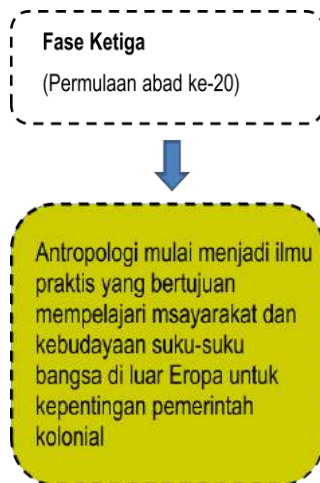 Fase Ketiga
(Permulaan abad ke-20)
Antropologi mulai menjadi ilmu
praktis yang bertujuan
mempelajari msayarakat dan
kebudayaan suku-suku
bangsa di luar Eropa untuk
kepentingan pemerintah
kolonial